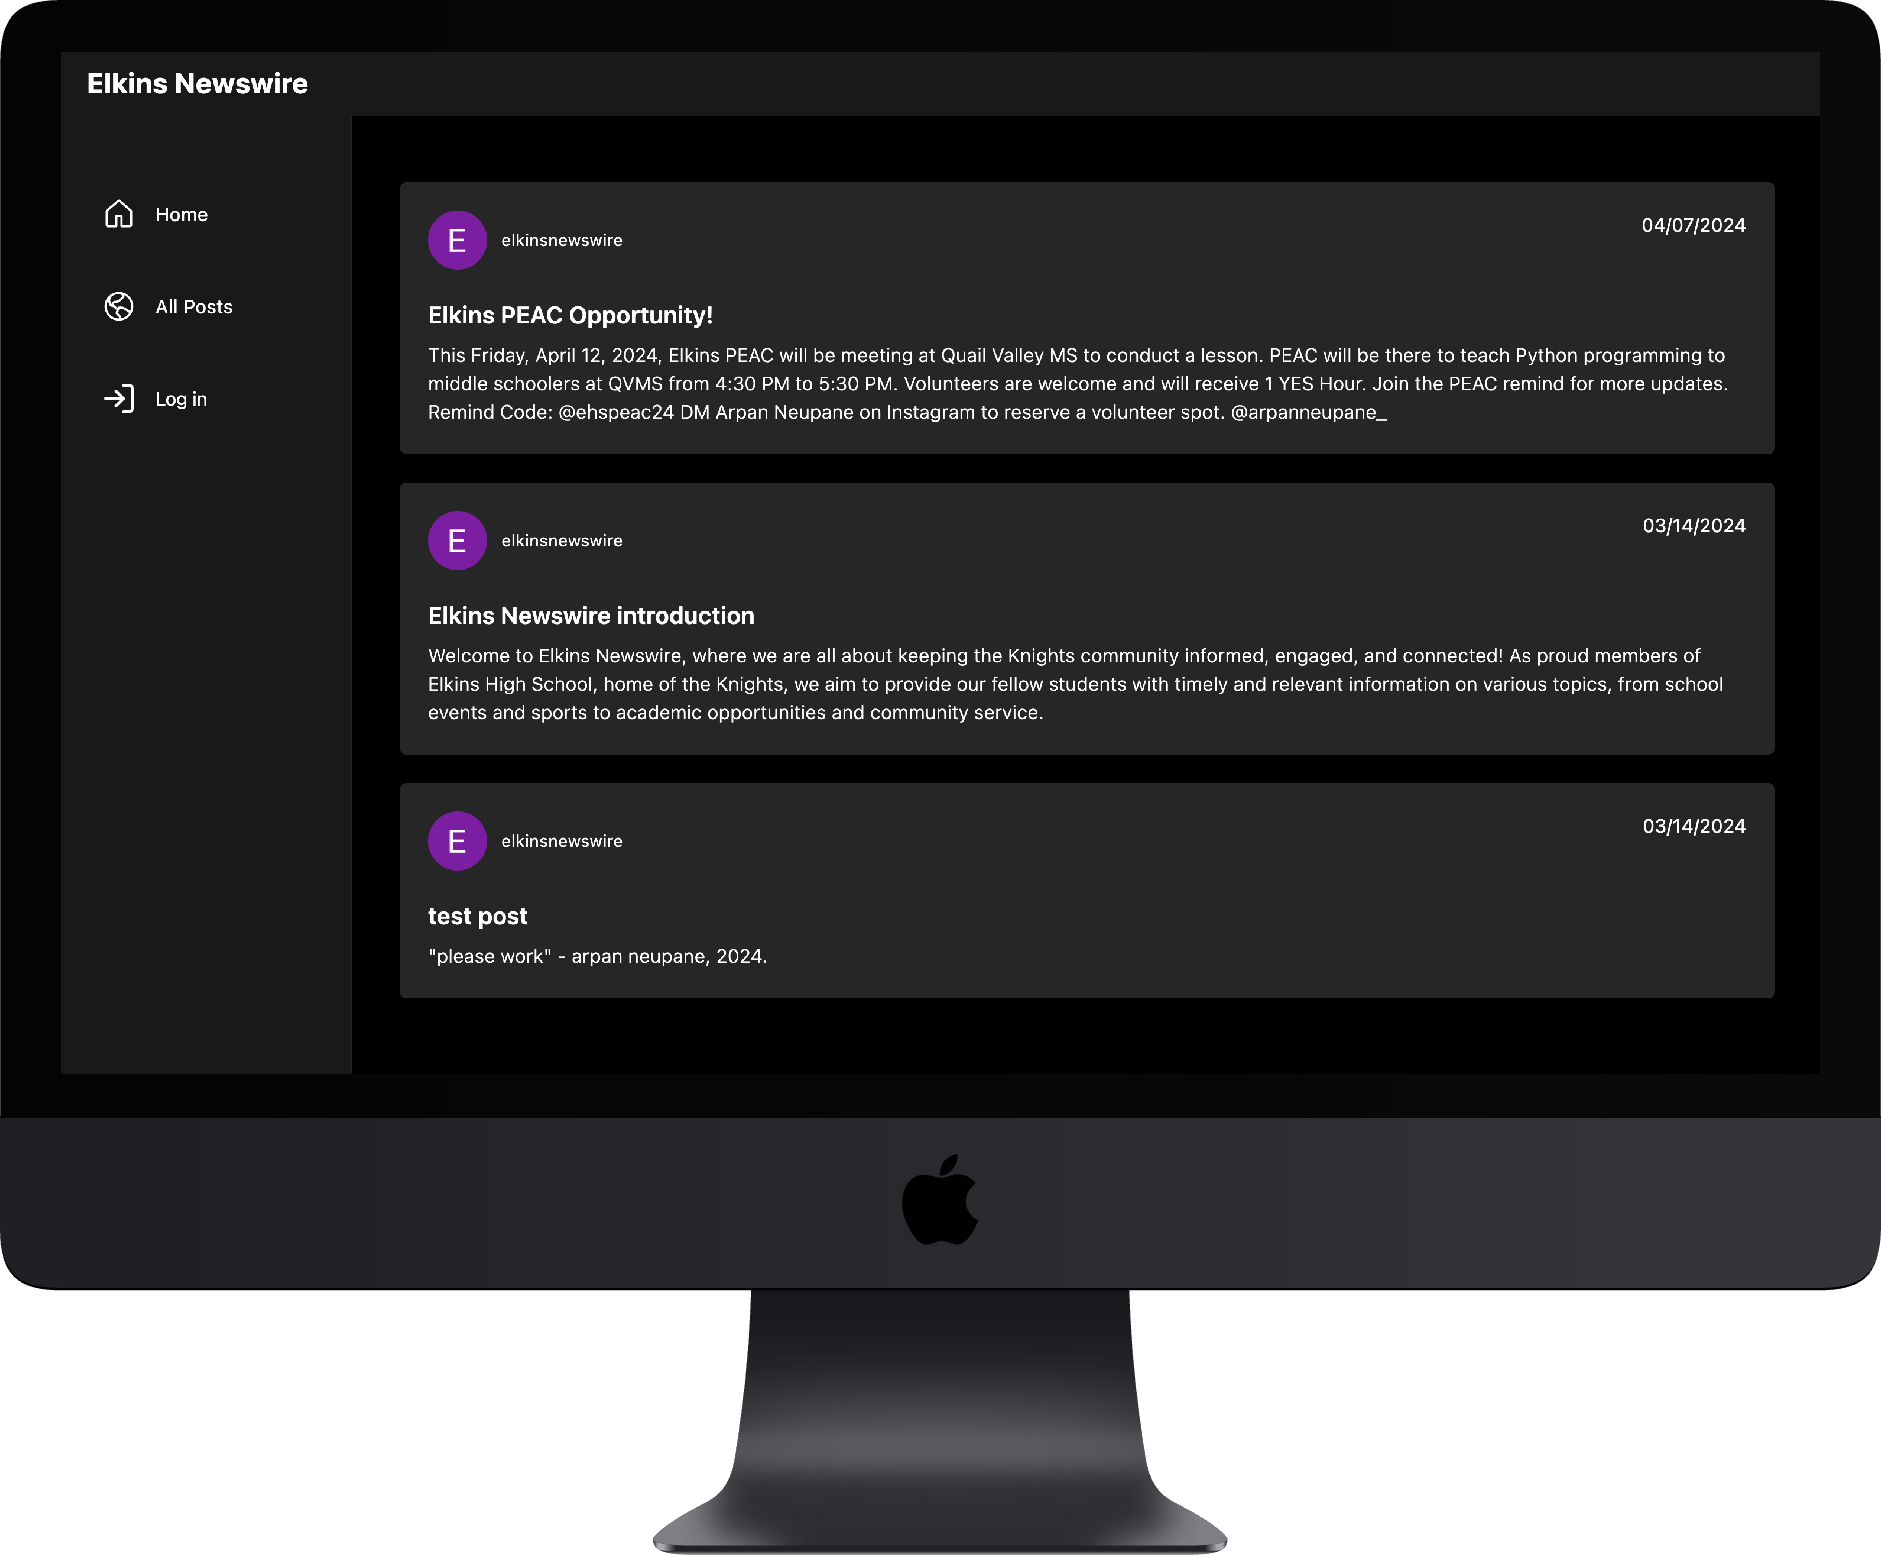 Elkins Newswire
Home
All Posts
Log in
E
elkinsnewswire
04/07/2024
Elkins PEAC Opportunity!
This Friday, April 12, 2024, Elkins PEAC will be meeting at Quail Valley MS to conduct a lesson. PEAC will be there to teach Python programming to
middle schoolers at QVMS from 4:30 PM to 5:30 PM. Volunteers are welcome and will receive 1 YES Hour. Join the PEAC remind for more updates.
Remind Code: @ehspeac24 DM Arpan Neupane on Instagram to reserve a volunteer spot. @arpanneupane_
E
elkinsnewswire
03/14/2024
Elkins Newswire introduction
Welcome to Elkins Newswire, where we are all about keeping the Knights community informed, engaged, and connected! As proud members of
Elkins High School, home of the Knights, we aim to provide our fellow students with timely and relevant information on various topics, from school
events and sports to academic opportunities and community service.
E
elkinsnewswire
03/14/2024
test post
"please work" - arpan neupane, 2024.